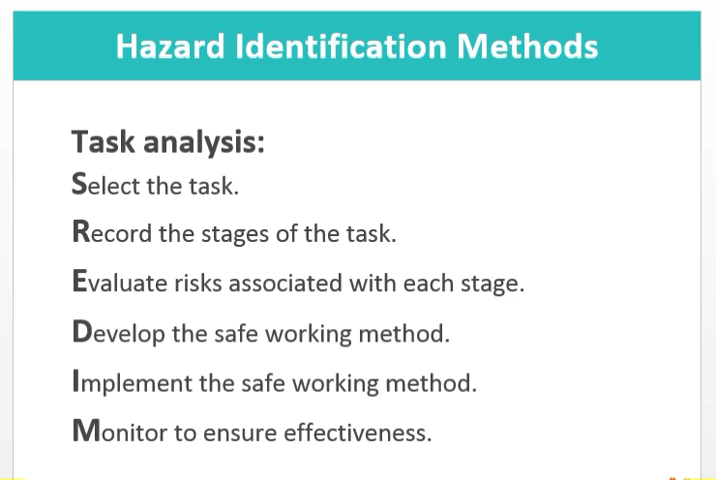 Hazard Identification Methods
Task analysis:
Select the task.
Record the stages of the task.
Evaluate risks associated with each stage.
Develop the safe working method.
Implement the safe working method.
Monitor to ensure effectiveness.